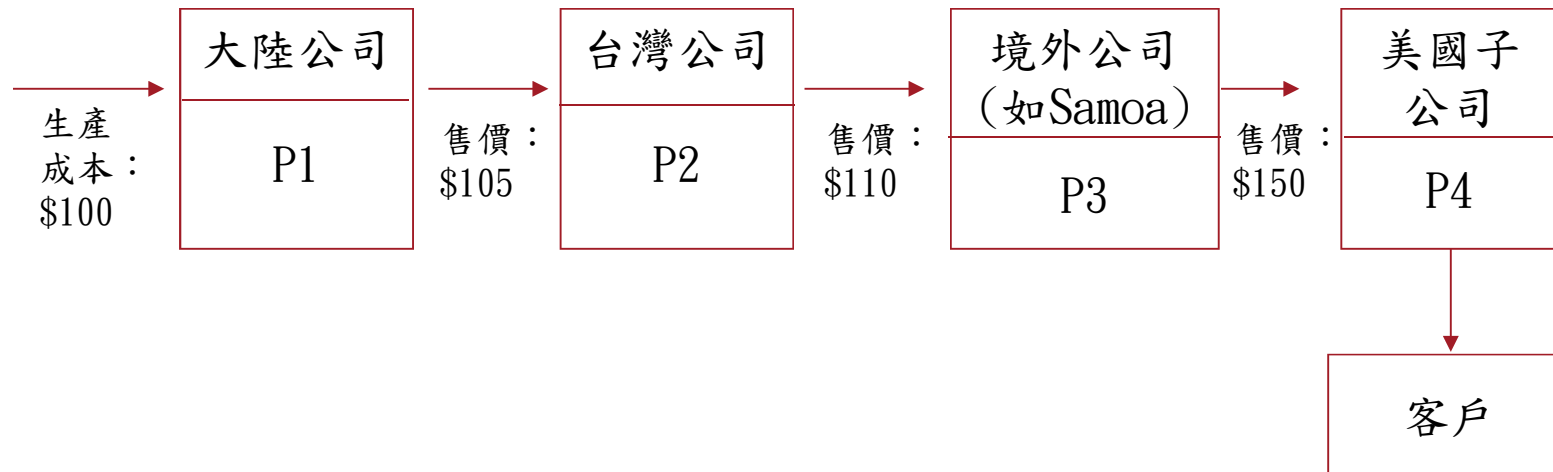 生產
成本：
$100
大陸公司
P1
售價：
$105
台灣公司
P2
售價：
$110
境外公司
(如Samoa)
P3
售價：
$150
美國子
公司
P4
客戶